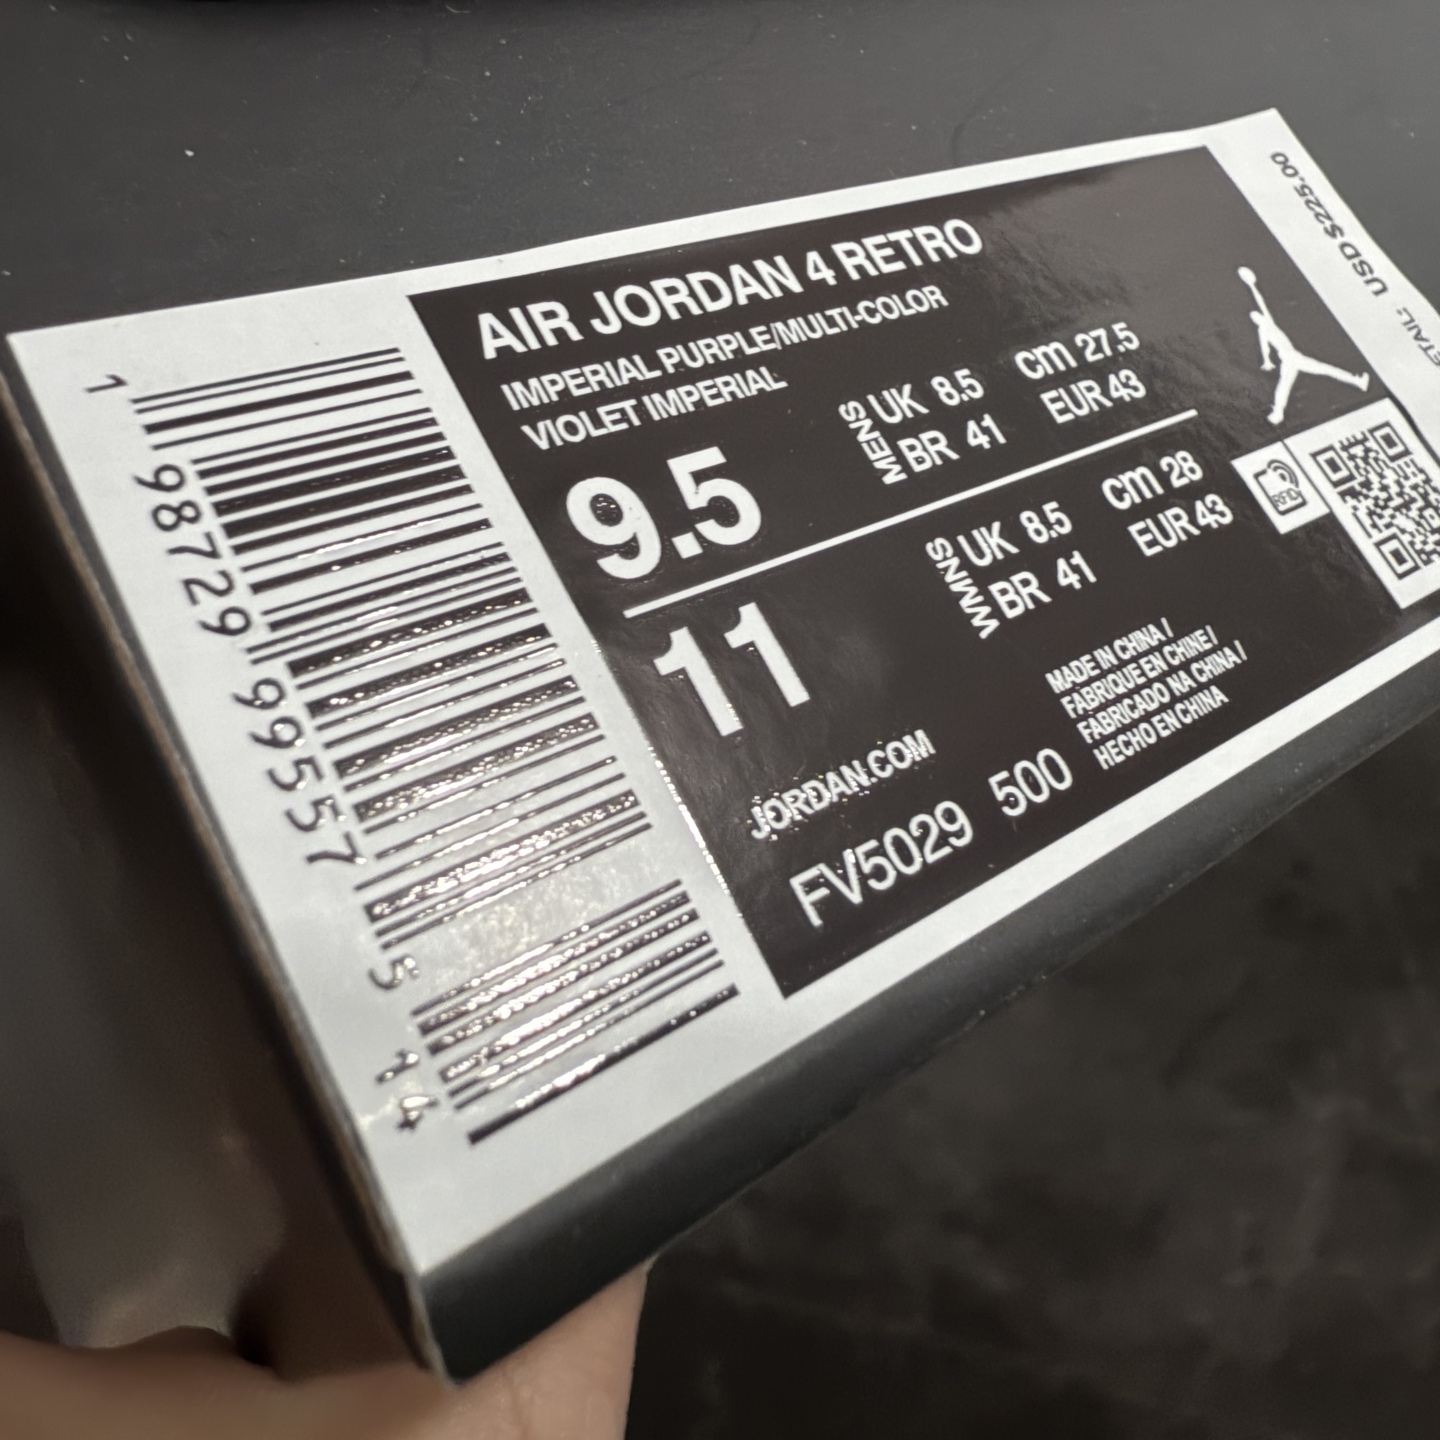 AIR JORDAN 4 RETRO
IMPERIAL PURPLE/MULTI-COLOR
VIOLET IMPERIAL
9.5
MENS
UK 8.5 cm 27.5
BR 41 EUR 43
11
WMNS
UK 8.5 cm 28
BR 41 EUR 43
MADE IN CHINA /
FABRIQUE EN CHINE /
FABRICADO NA CHINA /
HECHO EN CHINA
JORDAN.COM
FV5029 500
1 98729 99557 5
14
RFID
ETAIL: USD $225.00